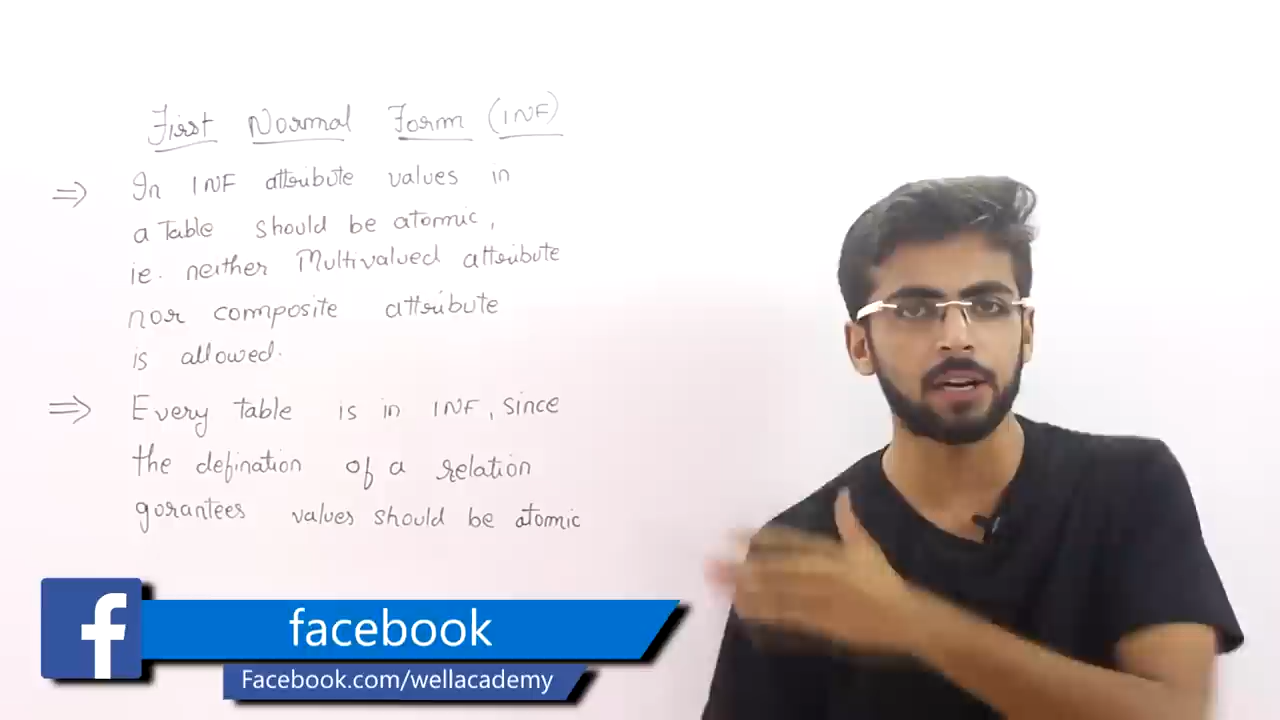 First Normal Form (1NF)
⇒ In 1NF attribute values in
a Table should be atomic,
ie. neither Multivalued attribute
nor composite attribute
is allowed.
⇒ Every table is in 1NF, since
the defination of a relation
gorantees values should be atomic
f facebook
Facebook.com/wellacademy